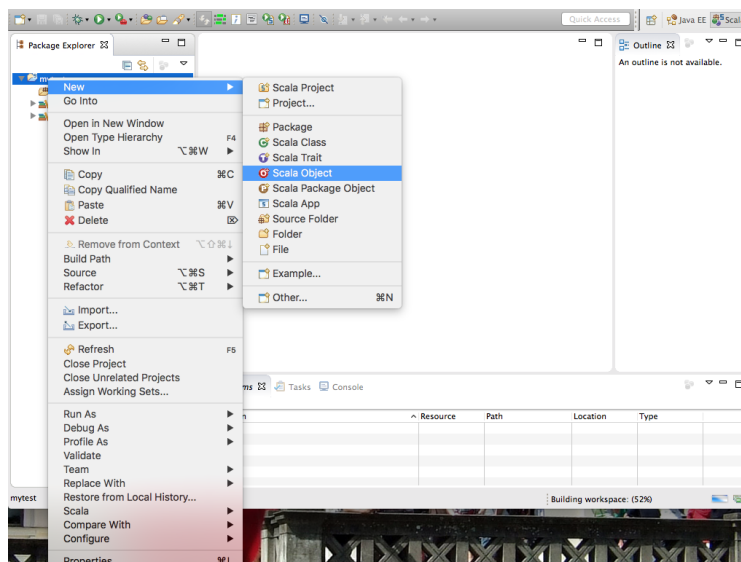 Quick Access
Java EE
Scal
Package Explorer
Outline
An outline is not available.
New
Go Into
Open in New Window
Open Type Hierarchy F4
Show In ⌥⌘W
Copy ⌘C
Copy Qualified Name
Paste ⌘V
Delete ⌦
Remove from Context ⌥⇧⌘↓
Build Path
Source ⌥⌘S
Refactor ⌥⌘T
Import...
Export...
Refresh F5
Close Project
Close Unrelated Projects
Assign Working Sets...
Run As
Debug As
Profile As
Validate
Team
Replace With
Restore from Local History...
Scala
Compare With
Configure
Properties ⌘I
Scala Project
Project...
Package
Scala Class
Scala Trait
Scala Object
Scala Package Object
Scala App
Source Folder
Folder
File
Example...
Other... ⌘N
ms
Tasks
Console
n
Resource
Path
Location
Type
mytest
Building workspace: (52%)